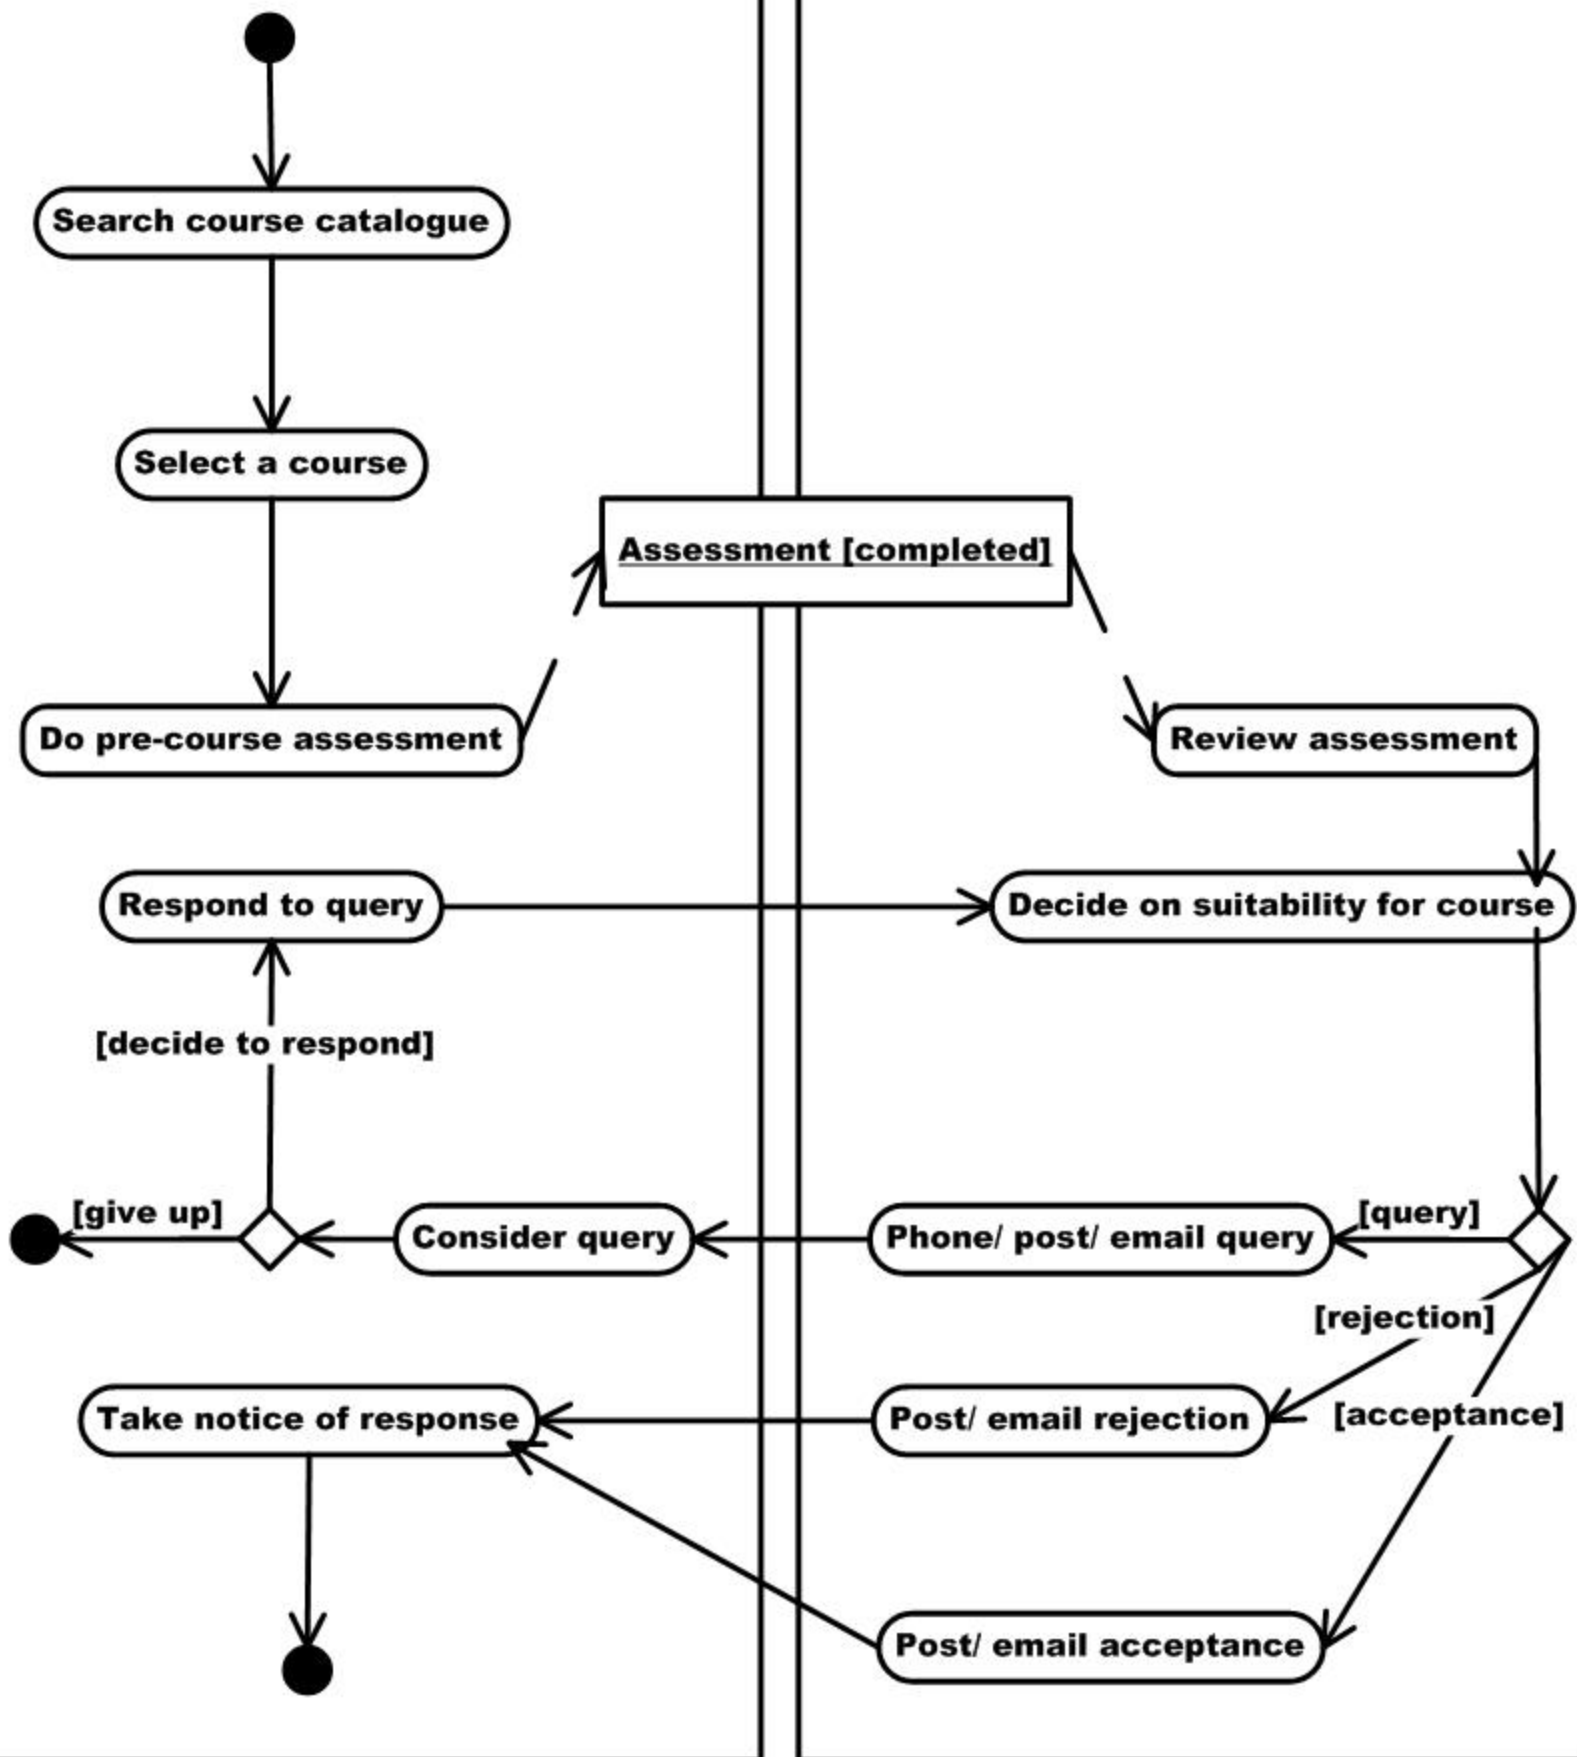 Search course catalogue
Select a course
Assessment [completed]
Do pre-course assessment
Review assessment
Respond to query
Decide on suitability for course
[decide to respond]
[give up]
Consider query
Phone/ post/ email query
[query]
[rejection]
Take notice of response
Post/ email rejection
[acceptance]
Post/ email acceptance